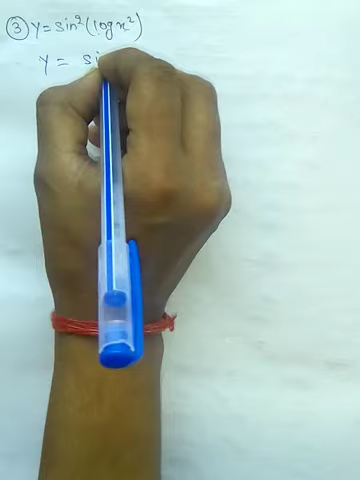 ③ y = sin²(log x²)
y = si